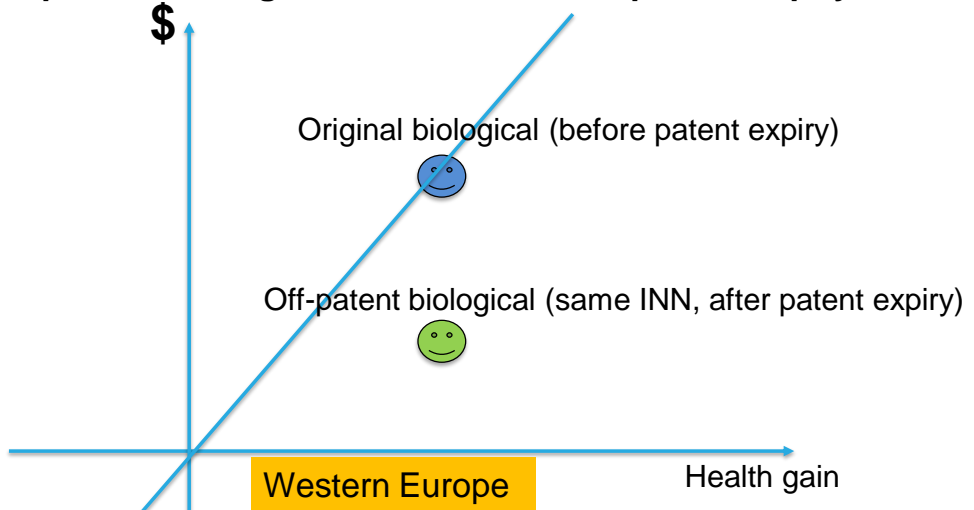 $
Original biological (before patent expiry)
Off-patent biological (same INN, after patent expiry)
Western Europe
Health gain